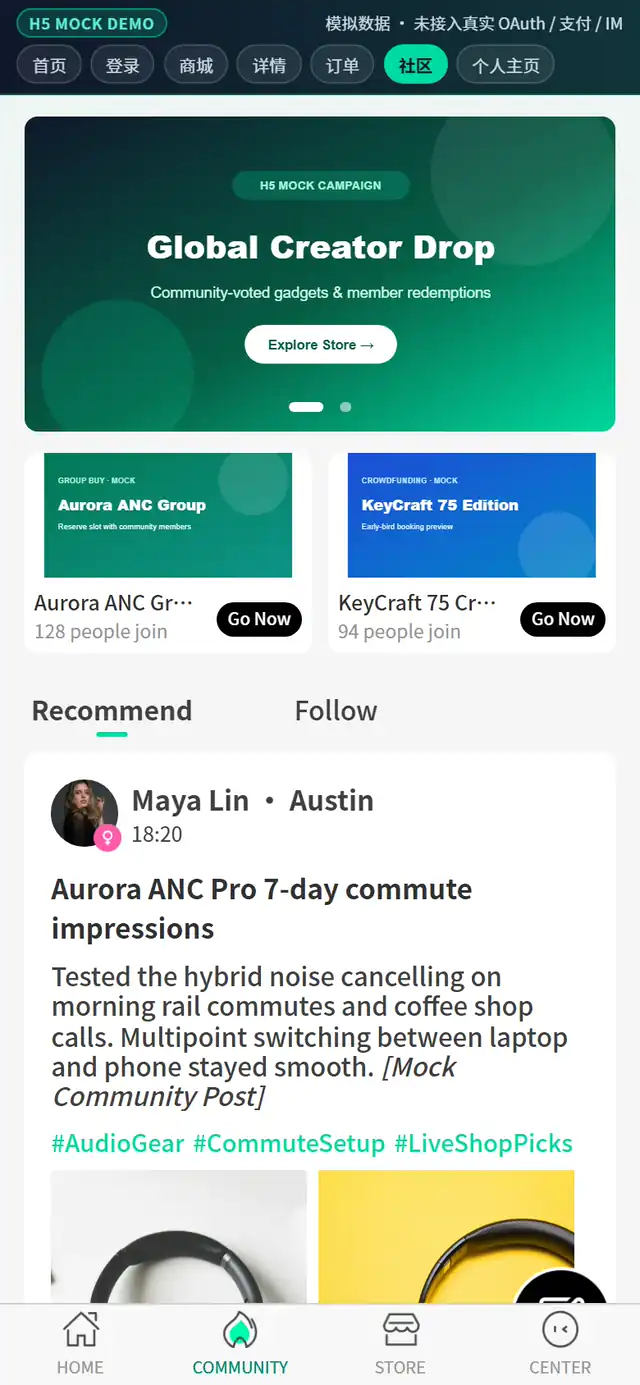 H5 MOCK DEMO
模拟数据 · 未接入真实 OAuth / 支付 / IM
首页 登录 商城 详情 订单 社区 个人主页
H5 MOCK CAMPAIGN
Global Creator Drop
Community-voted gadgets & member redemptions
Explore Store →
GROUP BUY · MOCK
Aurora ANC Group
Reserve slot with community members
CROWDFUNDING · MOCK
KeyCraft 75 Edition
Early-bird booking preview
Aurora ANC Gr···
128 people join
Go Now
KeyCraft 75 Cr···
94 people join
Go Now
Recommend Follow
Maya Lin · Austin
18:20
Aurora ANC Pro 7-day commute
impressions
Tested the hybrid noise cancelling on
morning rail commutes and coffee shop
calls. Multipoint switching between laptop
and phone stayed smooth. [Mock
Community Post]
#AudioGear #CommuteSetup #LiveShopPicks
HOME COMMUNITY STORE CENTER